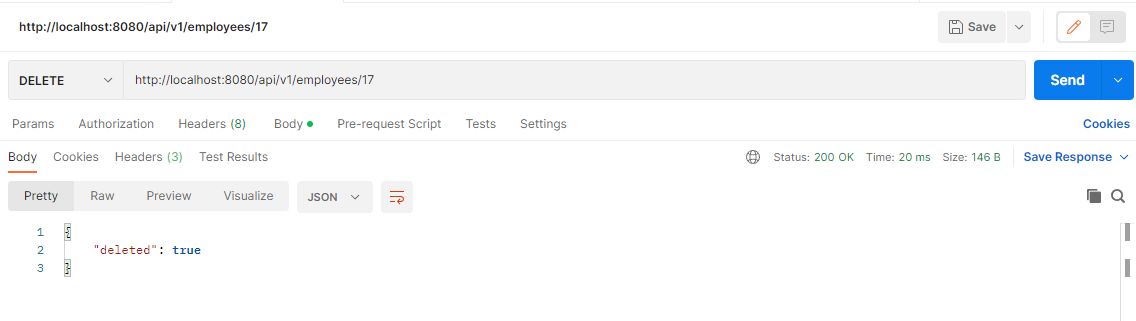 http://localhost:8080/api/v1/employees/17
Save
DELETE
http://localhost:8080/api/v1/employees/17
Send
Params Authorization Headers (8) Body Pre-request Script Tests Settings Cookies
Body Cookies Headers (3) Test Results Status: 200 OK Time: 20 ms Size: 146 B Save Response
Pretty Raw Preview Visualize JSON
1 {
2 "deleted": true
3 }